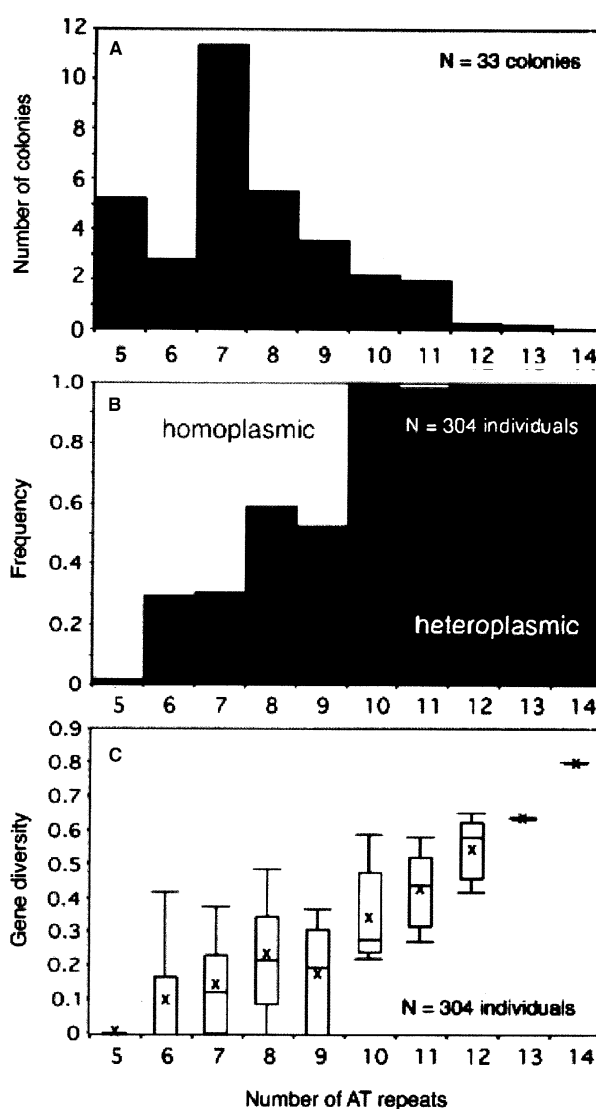 A
N = 33 colonies
Number of colonies
12
10
8
6
4
2
0
5 6 7 8 9 10 11 12 13 14
B
homoplasmic
N = 304 individuals
heteroplasmic
Frequency
1.0
0.8
0.6
0.4
0.2
0
5 6 7 8 9 10 11 12 13 14
C
N = 304 individuals
Gene diversity
0.9
0.8
0.7
0.6
0.5
0.4
0.3
0.2
0.1
0
5 6 7 8 9 10 11 12 13 14
Number of AT repeats